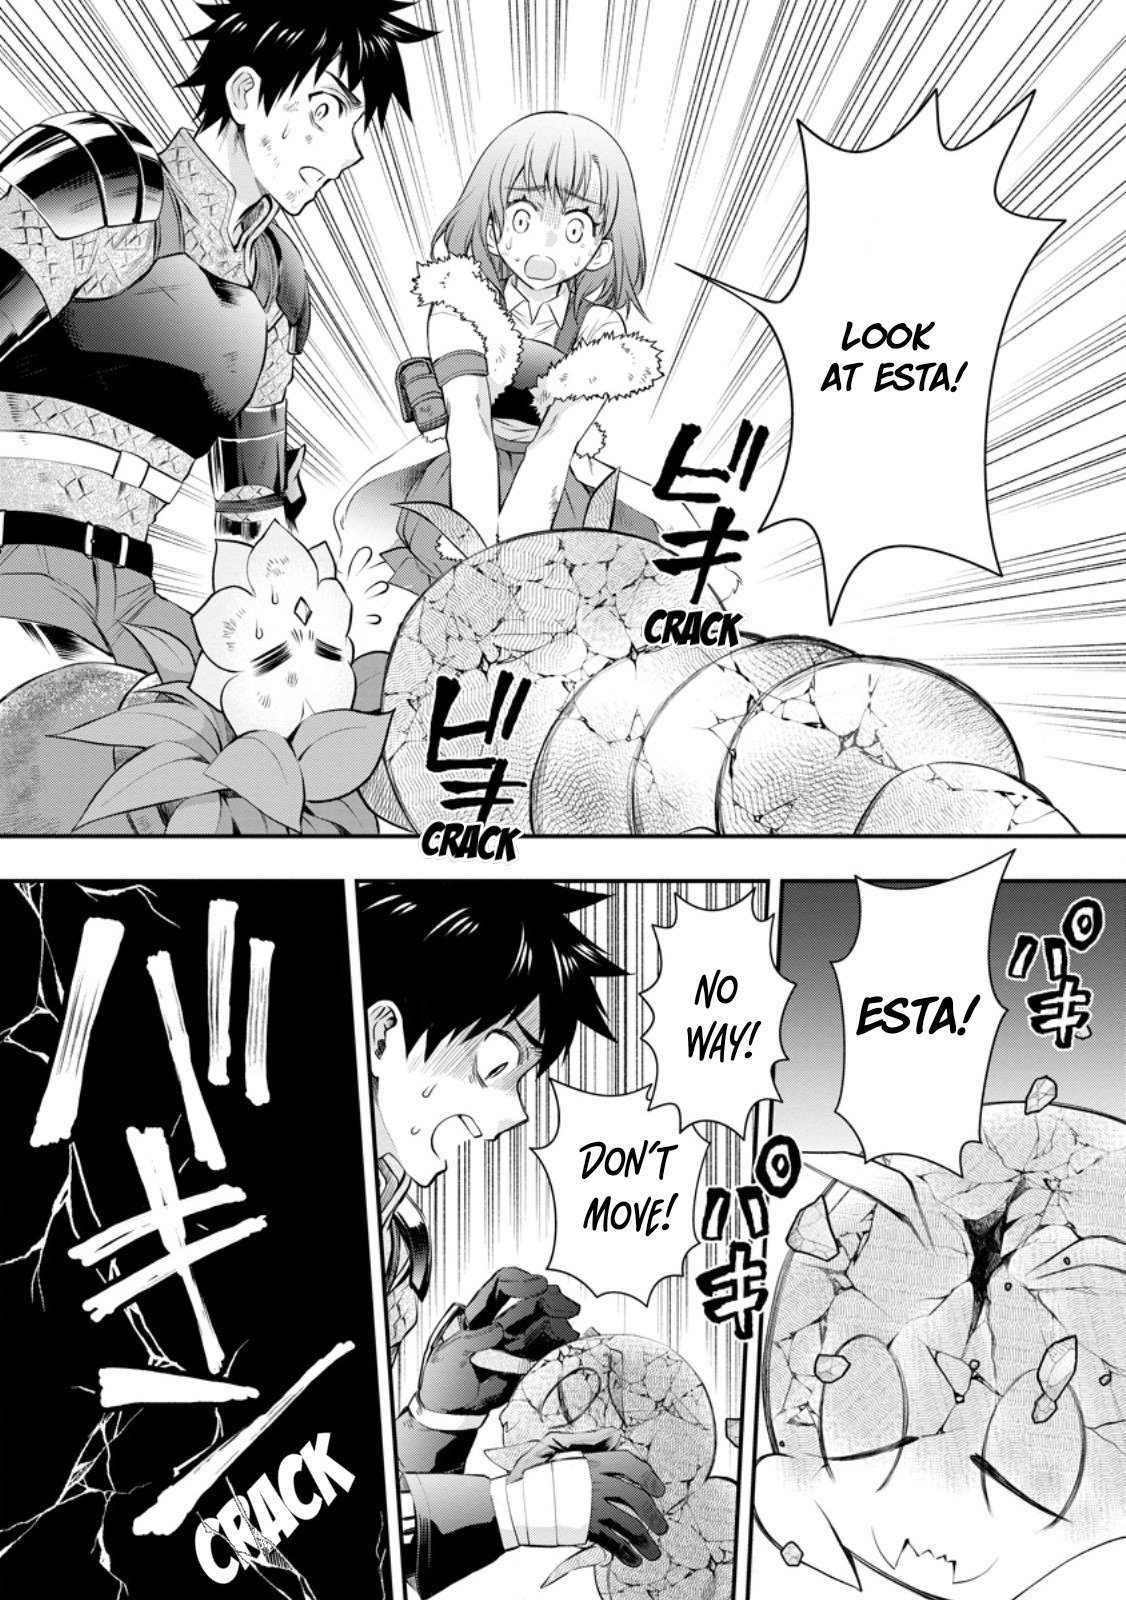 LOOK
AT ESTA!
ビキ
CRACK
ビキ
CRACK
ESTA!
パキ
NO
WAY!
DON'T
MOVE!
パキ
バキ
CRACK